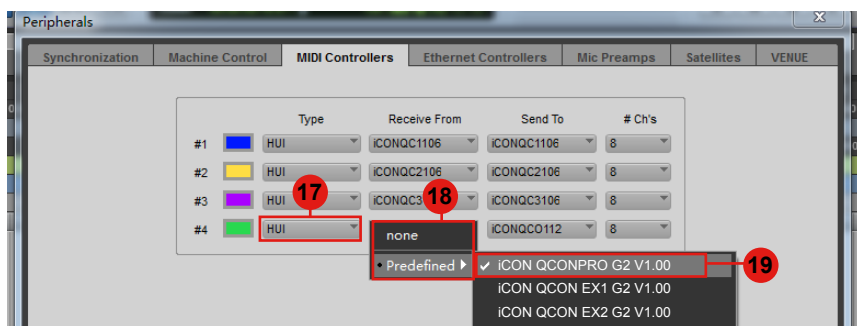 Peripherals
Synchronization Machine Control MIDI Controllers Ethernet Controllers Mic Preamps Satellites VENUE
Type Receive From Send To # Ch's
#1 HUI iCONQC1106 iCONQC1106 8
#2 HUI iCONQC2106 iCONQC2106 8
#3 HUI 17 iCONQC3 18 iCONQC3106 8
#4 HUI none iCONQCO112 8
Predefined iCON QCONPRO G2 V1.00 19
iCON QCON EX1 G2 V1.00
iCON QCON EX2 G2 V1.00